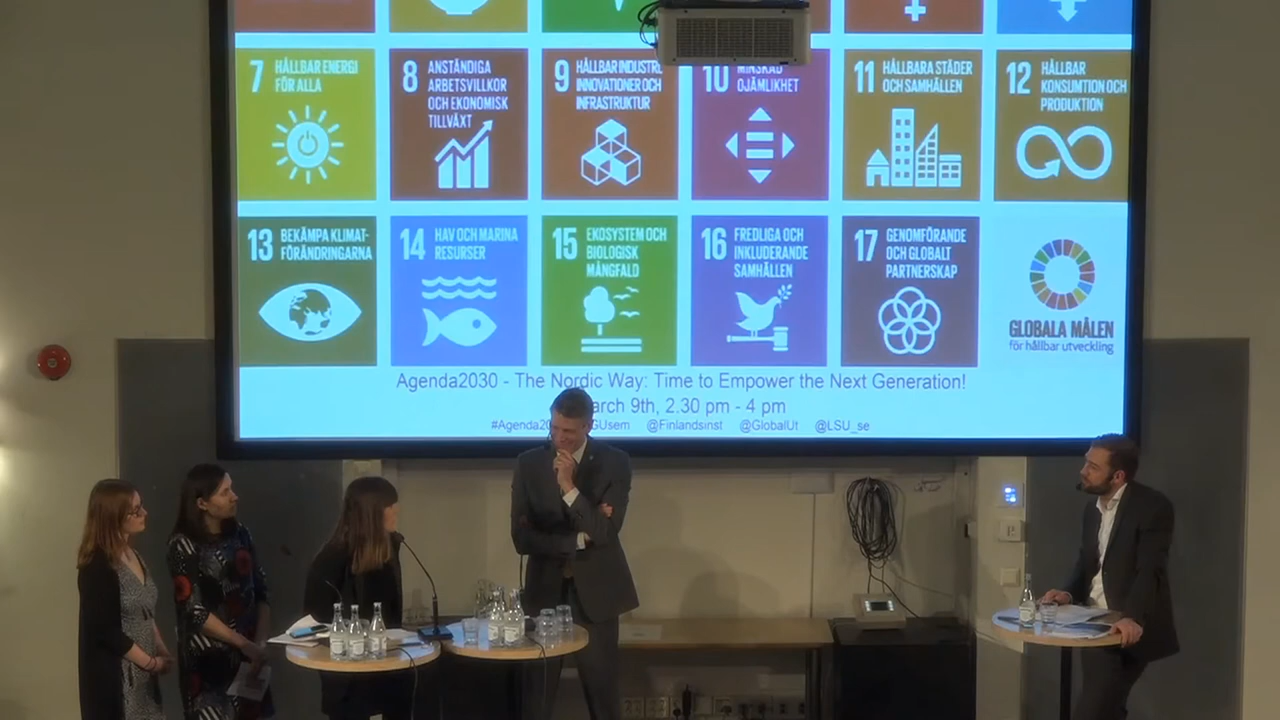 7 HÅLLBAR ENERGI
FÖR ALLA
8 ANSTÄNDIGA
ARBETSVILLKOR
OCH EKONOMISK
TILLVÄXT
9 HÅLLBAR INDUSTRI,
INNOVATIONER OCH
INFRASTRUKTUR
10 MINSKAD
OJÄMLIKHET
11 HÅLLBARA STÄDER
OCH SAMHÄLLEN
12 HÅLLBAR
KONSUMTION OCH
PRODUKTION
13 BEKÄMPA KLIMAT-
FÖRÄNDRINGARNA
14 HAV OCH MARINA
RESURSER
15 EKOSYSTEM OCH
BIOLOGISK
MÅNGFALD
16 FREDLIGA OCH
INKLUDERANDE
SAMHÄLLEN
17 GENOMFÖRANDE
OCH GLOBALT
PARTNERSKAP
GLOBALA MÅLEN
för hållbar utveckling
Agenda2030 - The Nordic Way: Time to Empower the Next Generation!
arch 9th, 2.30 pm - 4 pm
#Agenda20 GUsem @Finlandsinst @GlobalUt @LSU_se